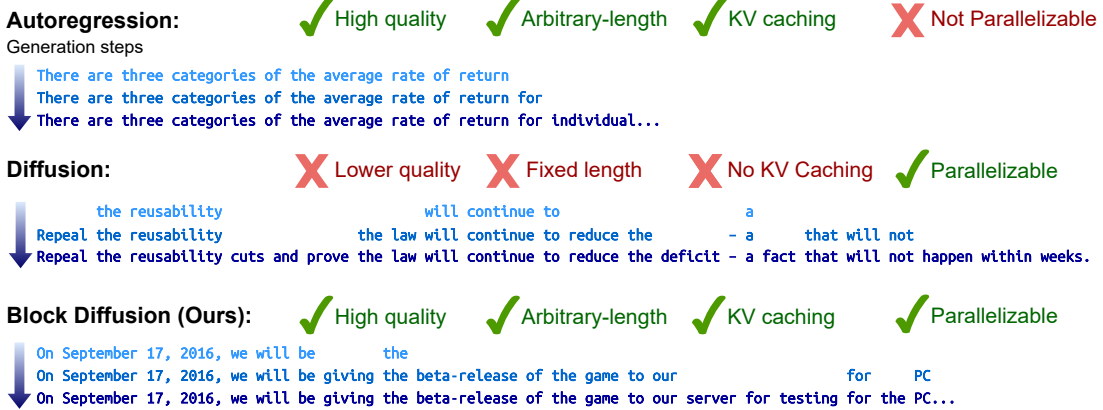 Autoregression: High quality Arbitrary-length KV caching Not Parallelizable
Generation steps
There are three categories of the average rate of return
There are three categories of the average rate of return for
There are three categories of the average rate of return for individual...
Diffusion: Lower quality Fixed length No KV Caching Parallelizable
the reusability will continue to a
Repeal the reusability the law will continue to reduce the – a that will not
Repeal the reusability cuts and prove the law will continue to reduce the deficit – a fact that will not happen within weeks.
Block Diffusion (Ours): High quality Arbitrary-length KV caching Parallelizable
On September 17, 2016, we will be the
On September 17, 2016, we will be giving the beta-release of the game to our for PC
On September 17, 2016, we will be giving the beta-release of the game to our server for testing for the PC...